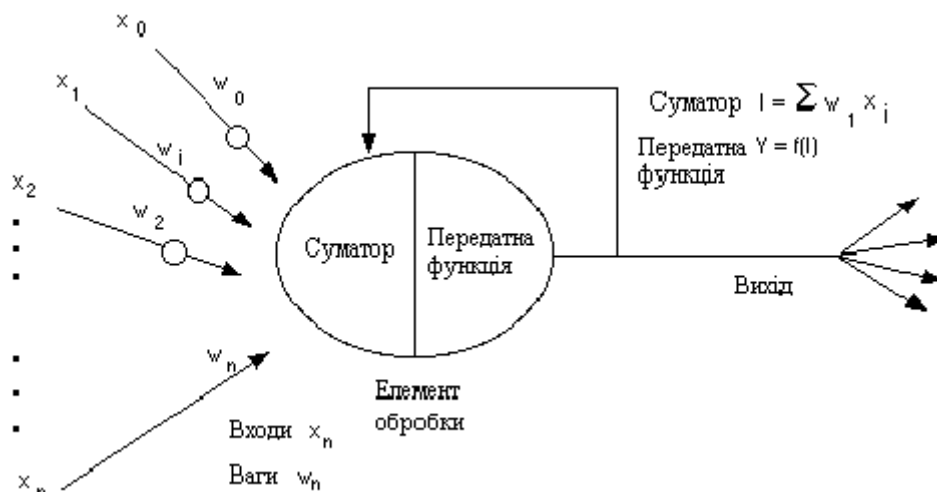 x0
w0
x1
wi
x2
w2
Суматор I = Σ w1 xi
Передатна Y = f(I)
функція
Суматор
Передатна
функція
Вихід
wn
Елемент
обробки
Входи xn
Ваги wn
xn